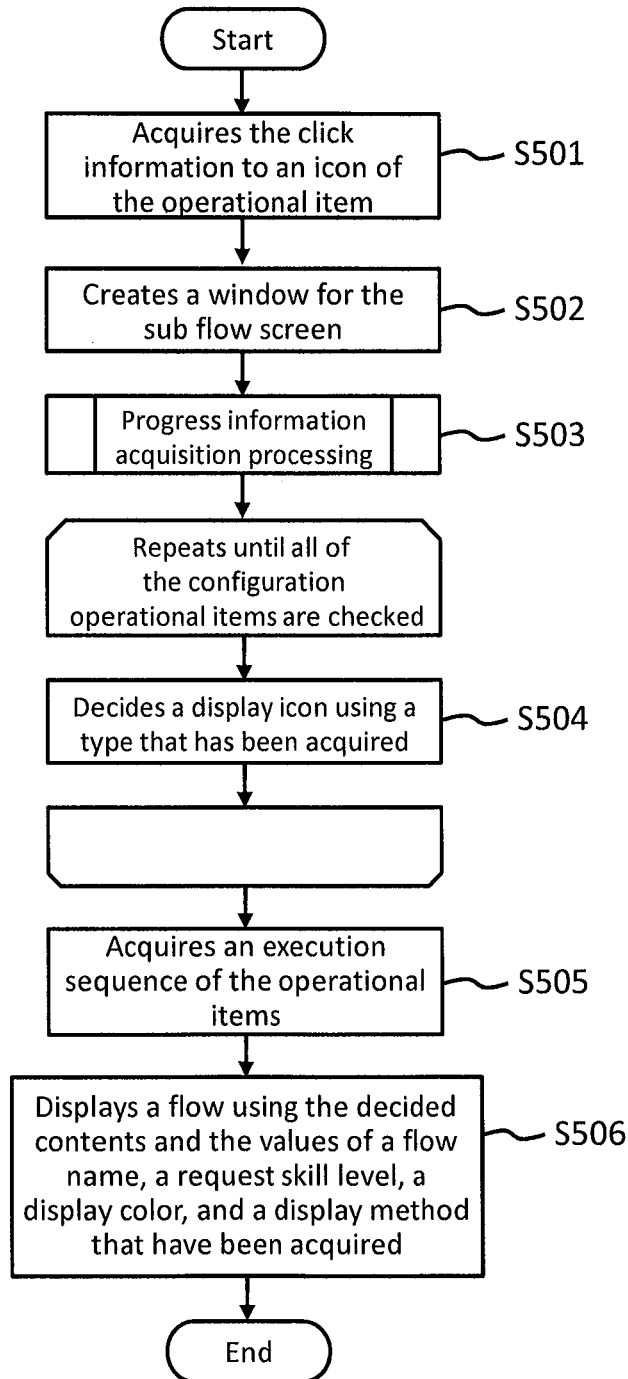 Start
Acquires the click
information to an icon of
the operational item
S501
Creates a window for the
sub flow screen
S502
Progress information
acquisition processing
S503
Repeats until all of
the configuration
operational items are checked
Decides a display icon using a
type that has been acquired
S504
Acquires an execution
sequence of the operational
items
S505
Displays a flow using the decided
contents and the values of a flow
name, a request skill level, a
display color, and a display method
that have been acquired
S506
End